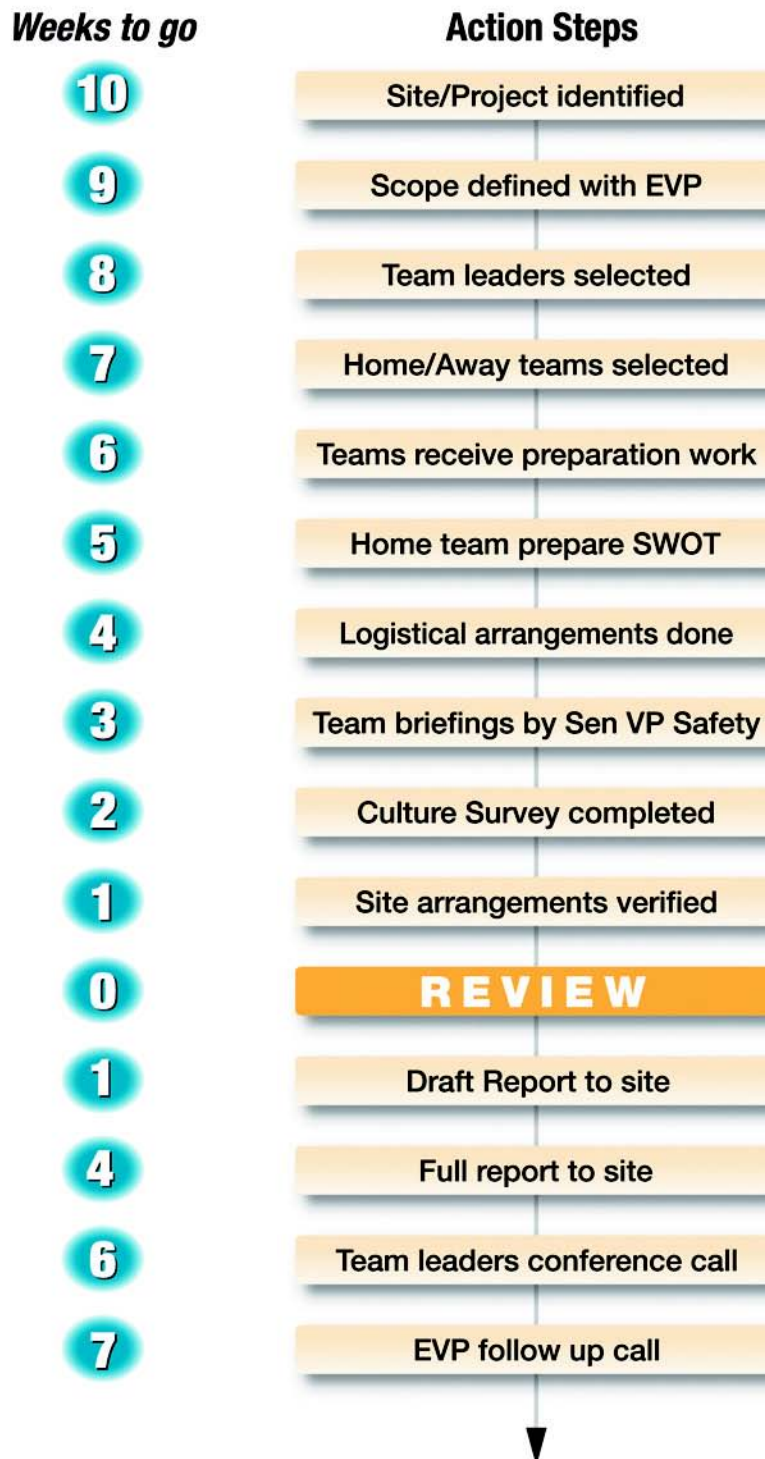 Weeks to go Action Steps
10 Site/Project identified
9 Scope defined with EVP
8 Team leaders selected
7 Home/Away teams selected
6 Teams receive preparation work
5 Home team prepare SWOT
4 Logistical arrangements done
3 Team briefings by Sen VP Safety
2 Culture Survey completed
1 Site arrangements verified
0 REVIEW
1 Draft Report to site
4 Full report to site
6 Team leaders conference call
7 EVP follow up call